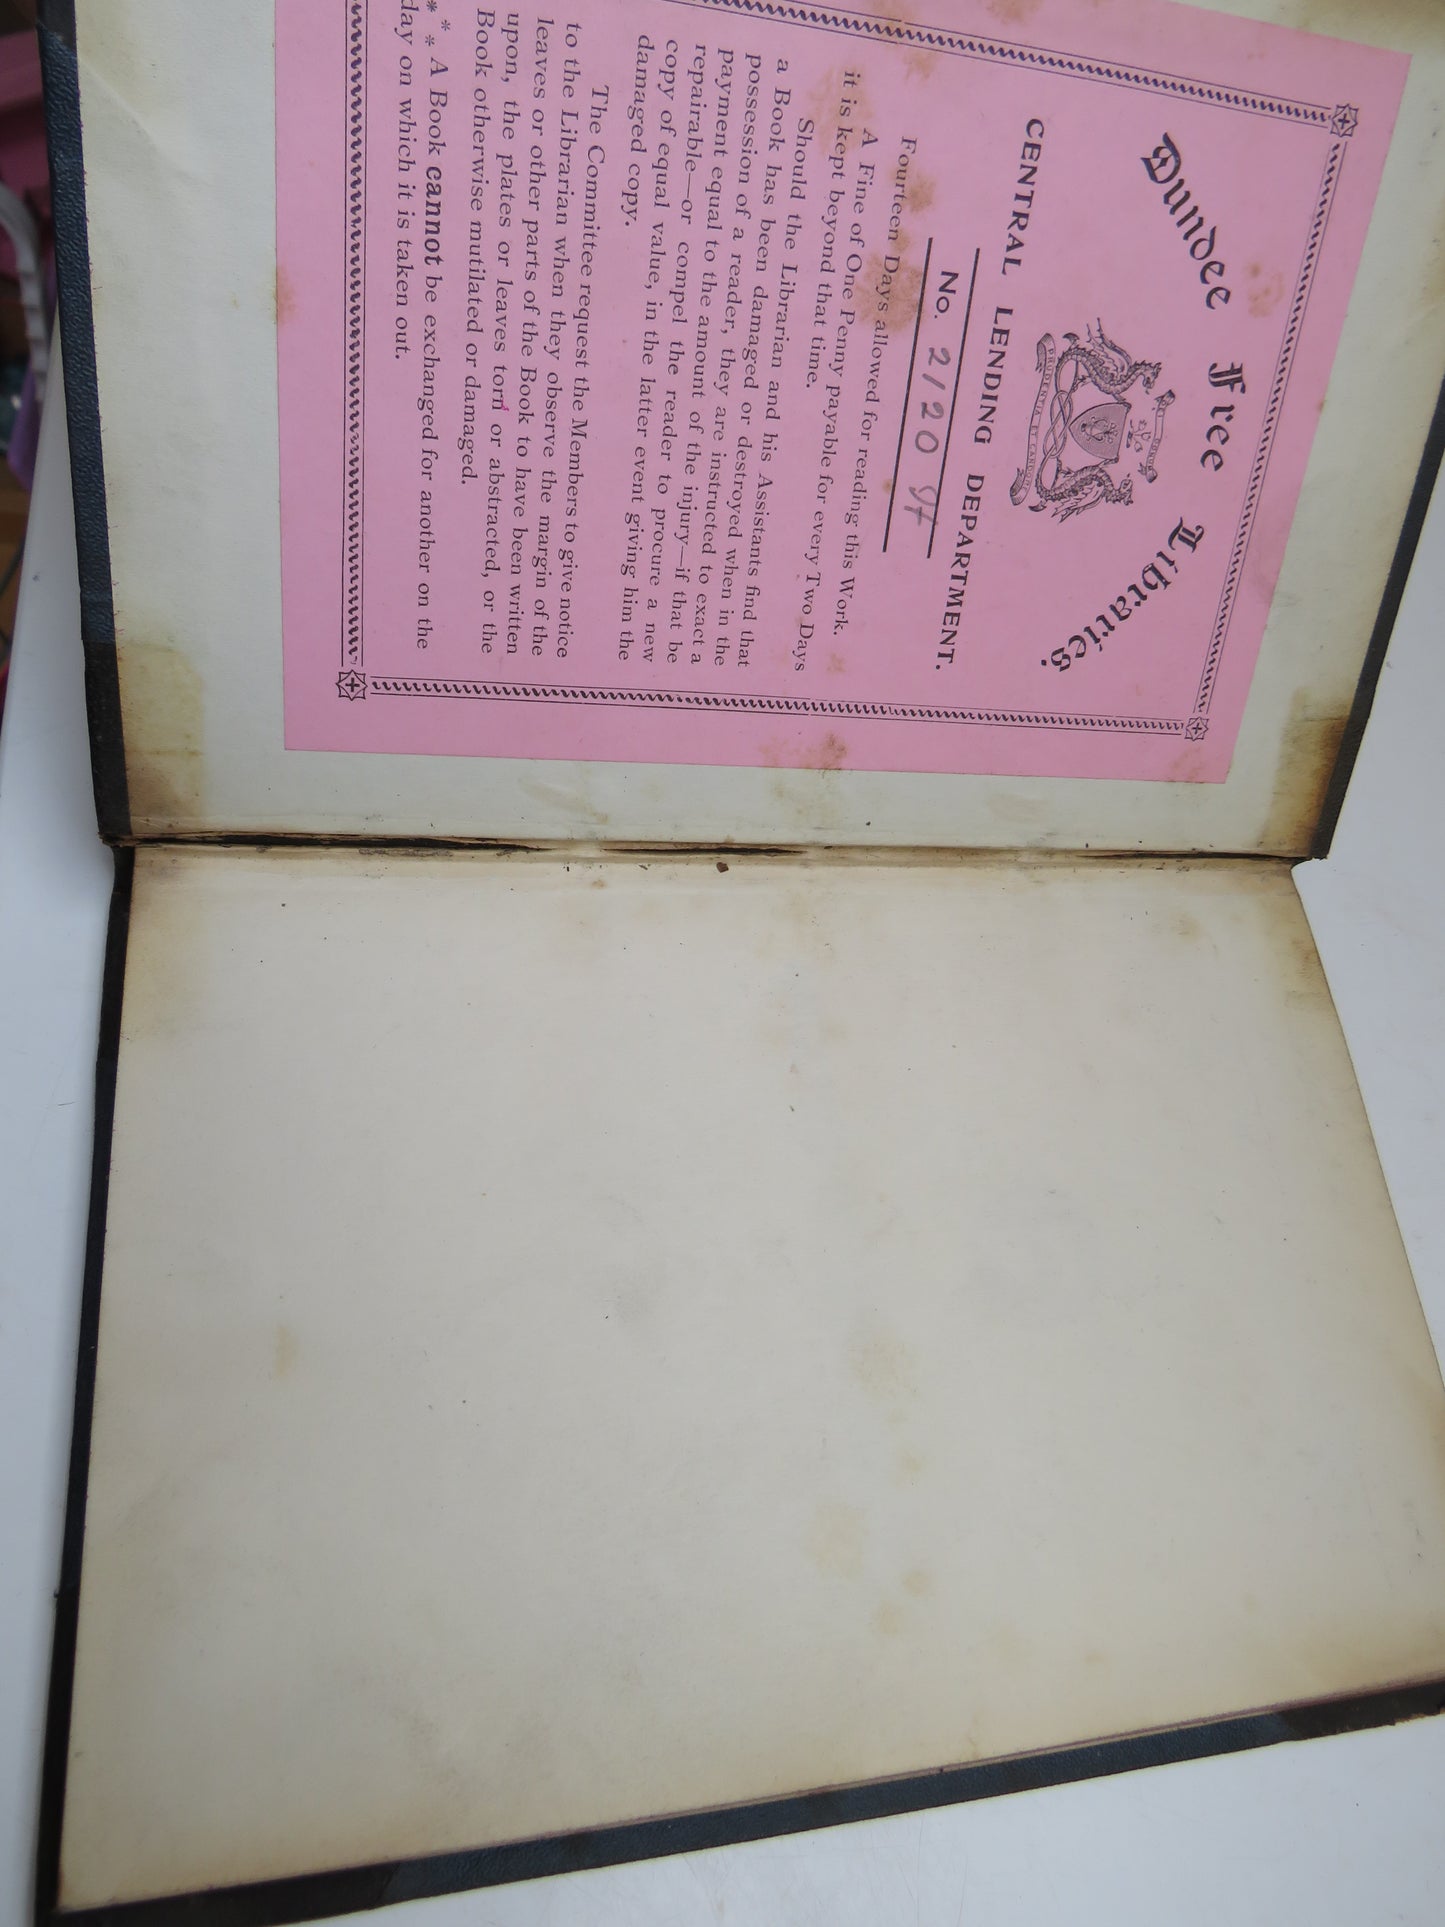 Dundee Free Libraries.
DEI DONUM
PRUDENTIA ET CANDORE
CENTRAL LENDING DEPARTMENT.
No. 2120
Fourteen Days allowed for reading this Work.
A Fine of One Penny payable for every Two Days
it is kept beyond that time.
Should the Librarian and his Assistants find that
a Book has been damaged or destroyed when in the
possession of a reader, they are instructed to exact a
payment equal to the amount of the injury—if that be
repairable—or compel the reader to procure a new
copy of equal value, in the latter event giving him the
damaged copy.
The Committee request the Members to give notice
to the Librarian when they observe the margin of the
leaves or other parts of the Book to have been written
upon, the plates or leaves torn or abstracted, or the
Book otherwise mutilated or damaged.
*** A Book cannot be exchanged for another on the
day on which it is taken out.